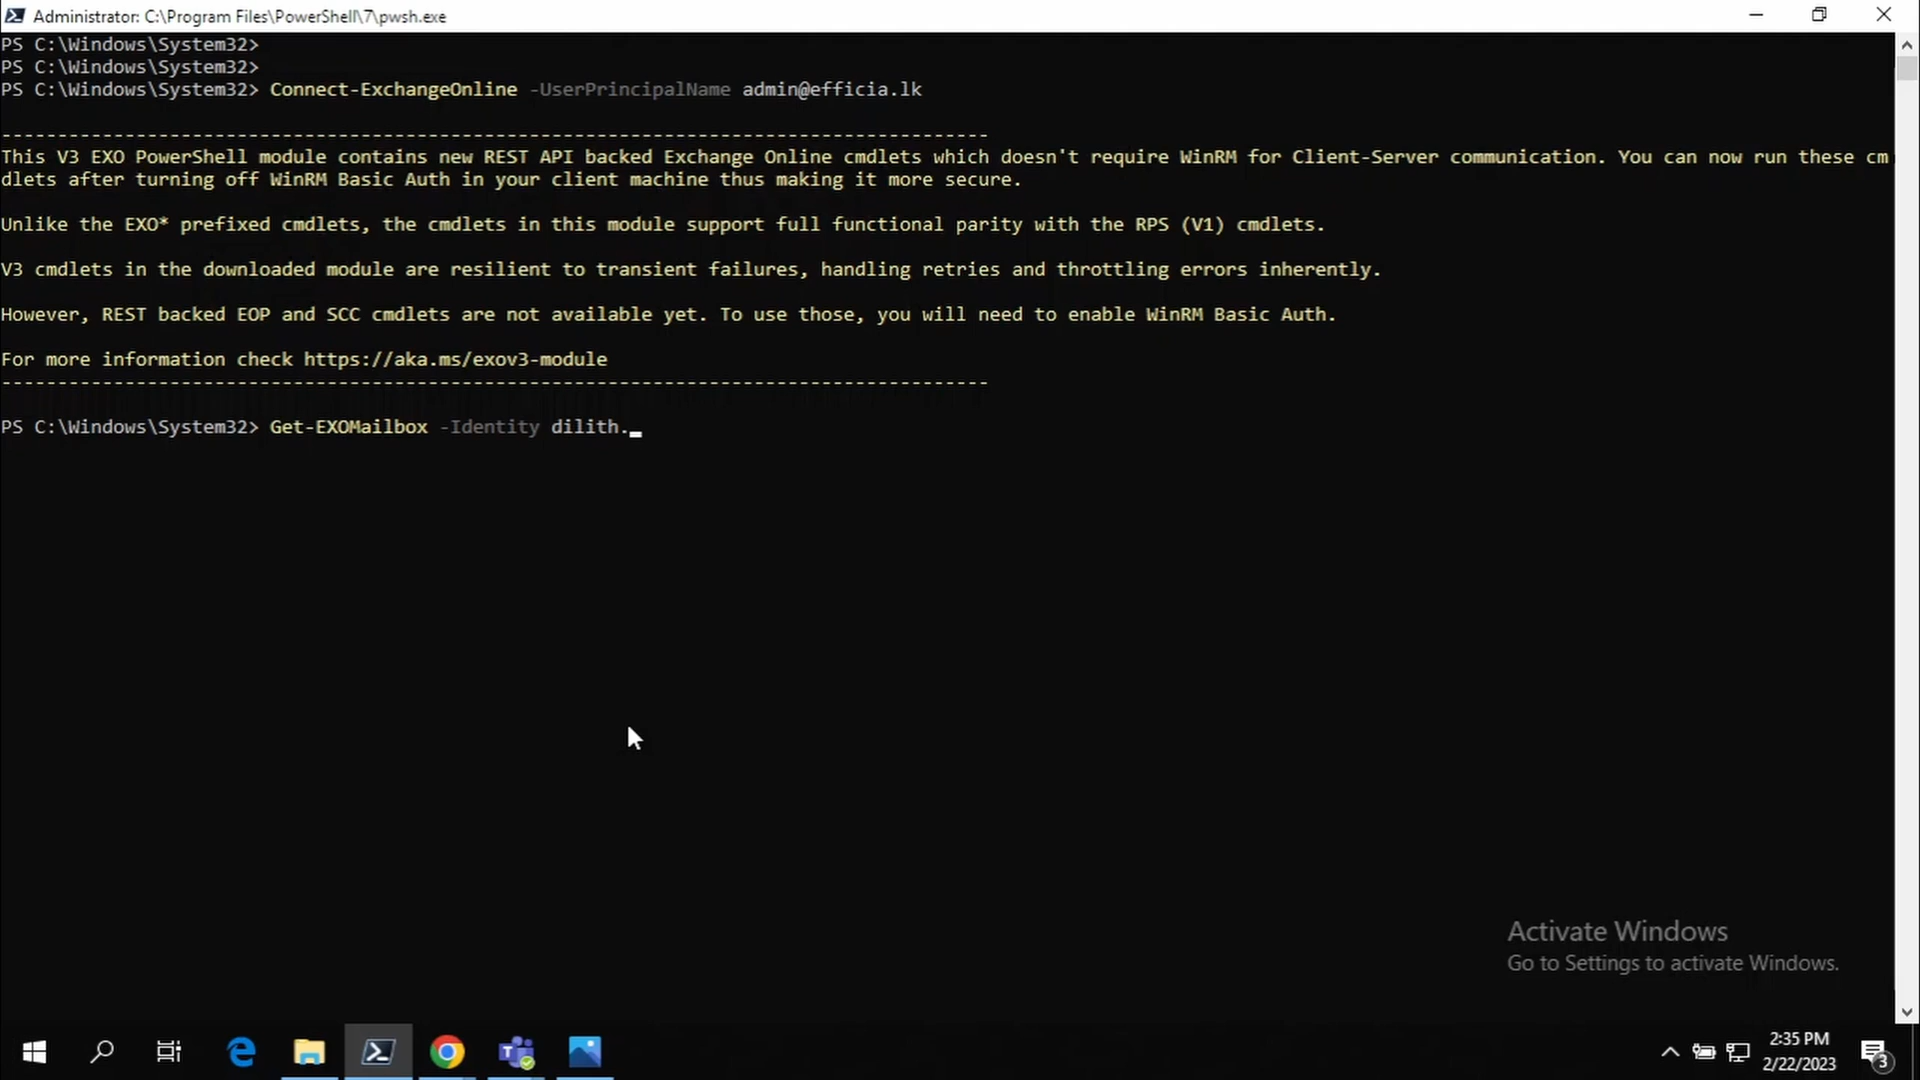 Administrator: C:\Program Files\PowerShell\7\pwsh.exe
PS C:\Windows\System32>
PS C:\Windows\System32>
PS C:\Windows\System32> Connect-ExchangeOnline -UserPrincipalName admin@efficia.lk
----------------------------------------------------------------------------------------
This V3 EXO PowerShell module contains new REST API backed Exchange Online cmdlets which doesn't require WinRM for Client-Server communication. You can now run these cm
dlets after turning off WinRM Basic Auth in your client machine thus making it more secure.
Unlike the EXO* prefixed cmdlets, the cmdlets in this module support full functional parity with the RPS (V1) cmdlets.
V3 cmdlets in the downloaded module are resilient to transient failures, handling retries and throttling errors inherently.
However, REST backed EOP and SCC cmdlets are not available yet. To use those, you will need to enable WinRM Basic Auth.
For more information check https://aka.ms/exov3-module
----------------------------------------------------------------------------------------
PS C:\Windows\System32> Get-EXOMailbox -Identity dilith.
Activate Windows
Go to Settings to activate Windows.
2:35 PM
2/22/2023
3